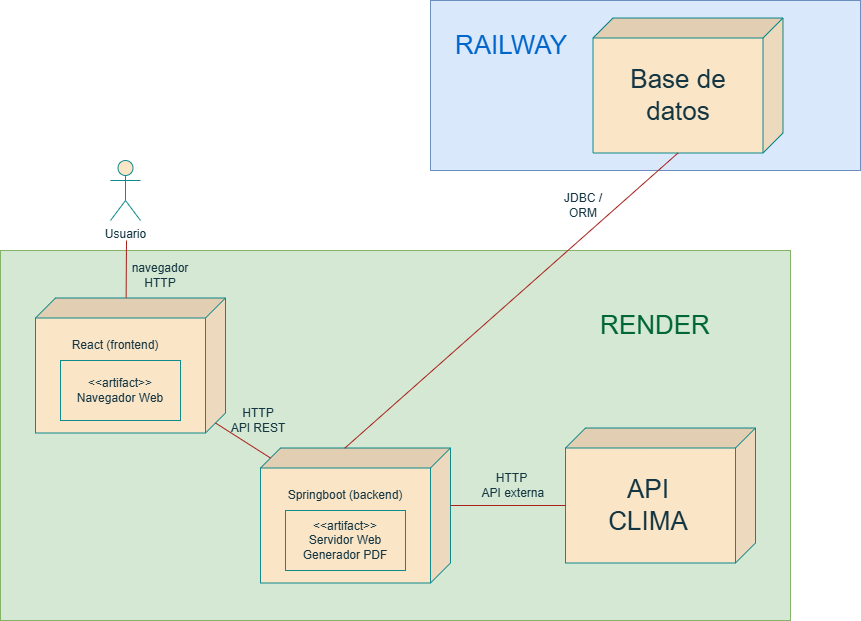 RAILWAY
Base de
datos
JDBC /
ORM
Usuario
navegador
HTTP
RENDER
React (frontend)
<<artifact>>
Navegador Web
HTTP
API REST
Springboot (backend)
<<artifact>>
Servidor Web
Generador PDF
HTTP
API externa
API
CLIMA